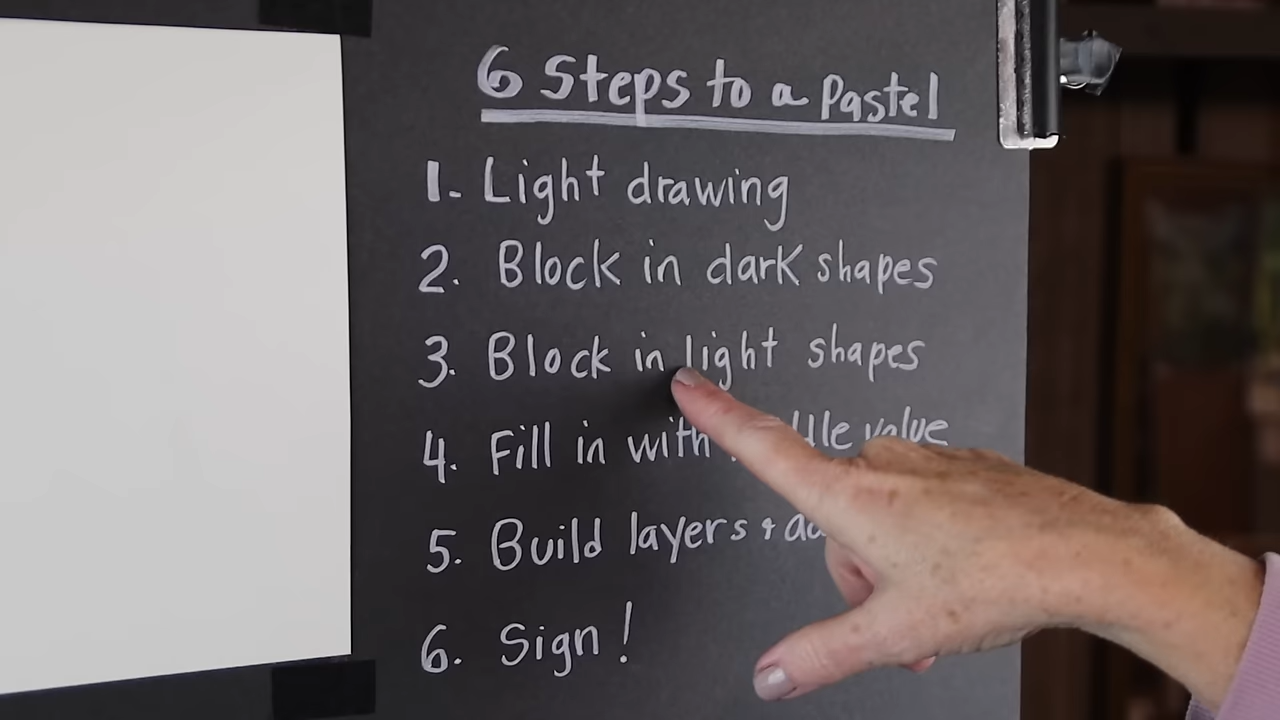 6 Steps to a Pastel
1. Light drawing
2. Block in dark shapes
3. Block in light shapes
4. Fill in with value
5. Build layers &
6. Sign!